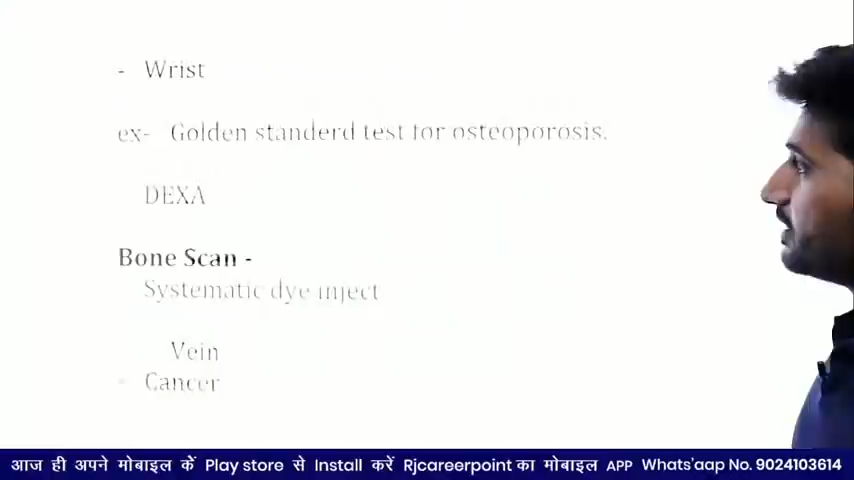 - Wrist
ex- Golden standerd test for osteoporosis.
DEXA
Bone Scan -
Systematic dye inject
Vein
- Cancer
आज ही अपने मोबाइल कें Play store से Install करें Rjcareerpoint का मोबाइल APP Whats'aap No. 9024103614